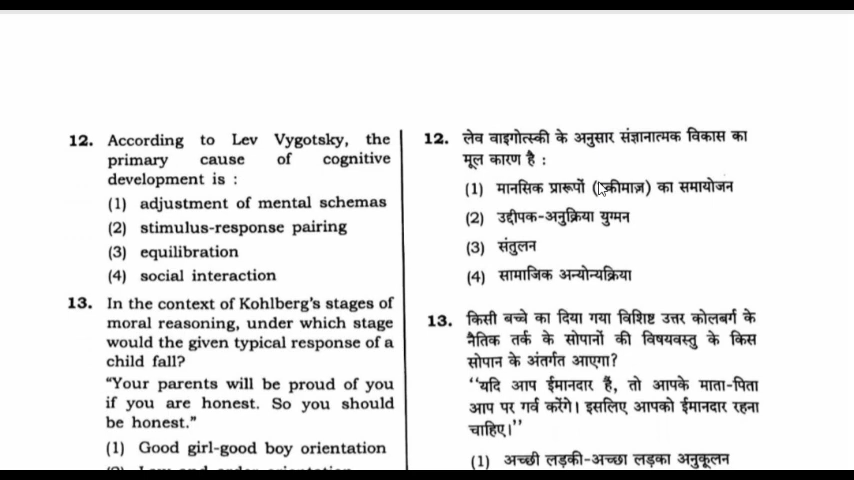 12. According to Lev Vygotsky, the
primary cause of cognitive
development is :
(1) adjustment of mental schemas
(2) stimulus-response pairing
(3) equilibration
(4) social interaction
13. In the context of Kohlberg's stages of
moral reasoning, under which stage
would the given typical response of a
child fall?
"Your parents will be proud of you
if you are honest. So you should
be honest."
(1) Good girl-good boy orientation
12. लेव वाइगोत्स्की के अनुसार संज्ञानात्मक विकास का
मूल कारण है :
(1) मानसिक प्रारूपों (स्कीमाज़) का समायोजन
(2) उद्दीपक-अनुक्रिया युग्मन
(3) संतुलन
(4) सामाजिक अन्योन्यक्रिया
13. किसी बच्चे का दिया गया विशिष्ट उत्तर कोलबर्ग के
नैतिक तर्क के सोपानों की विषयवस्तु के किस
सोपान के अंतर्गत आएगा?
''यदि आप ईमानदार हैं, तो आपके माता-पिता
आप पर गर्व करेंगे। इसलिए आपको ईमानदार रहना
चाहिए।''
(1) अच्छी लड़की-अच्छा लड़का अनुकूलन